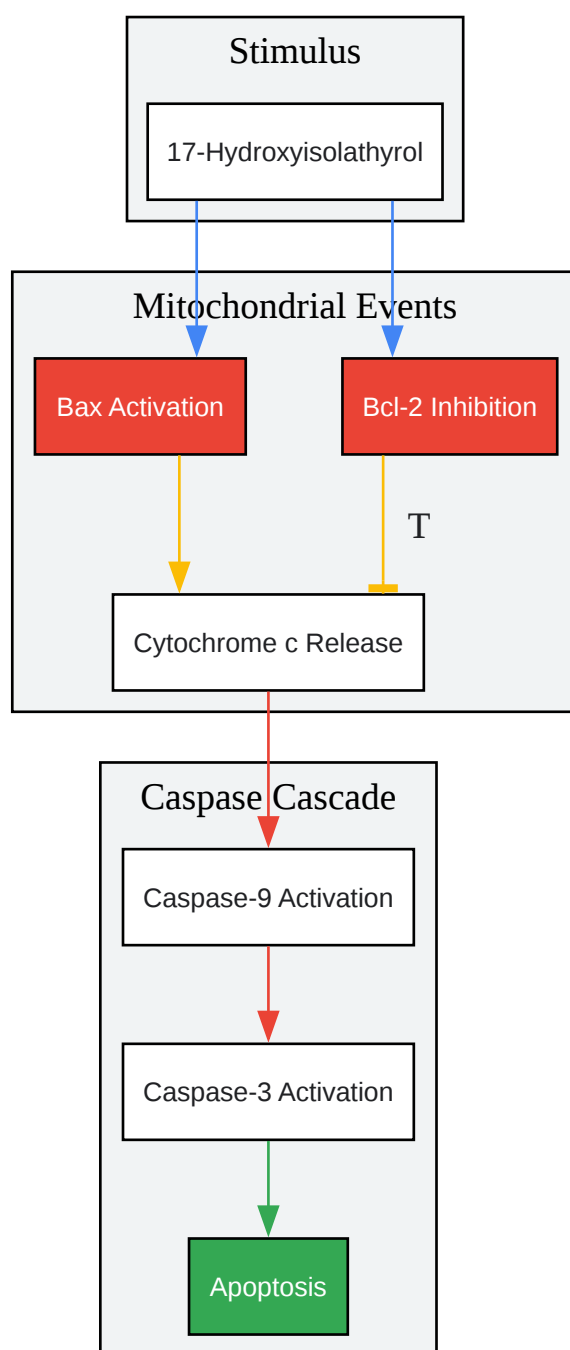 Stimulus
17-Hydroxyisolathyrol
Mitochondrial Events
Bax Activation
Bcl-2 Inhibition
T
Cytochrome c Release
Caspase Cascade
Caspase-9 Activation
Caspase-3 Activation
Apoptosis